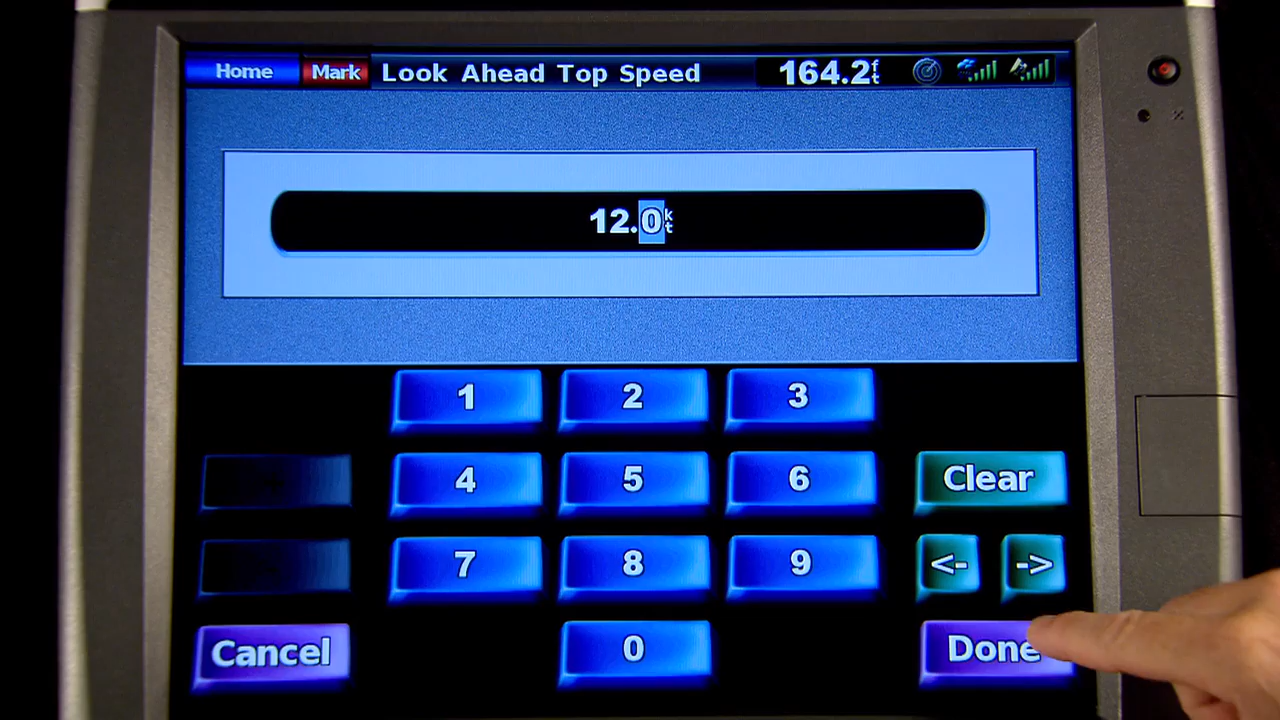 Home Mark Look Ahead Top Speed 164.2ft
12.0kt
1 2 3
4 5 6 Clear
7 8 9 <- ->
Cancel 0 Done